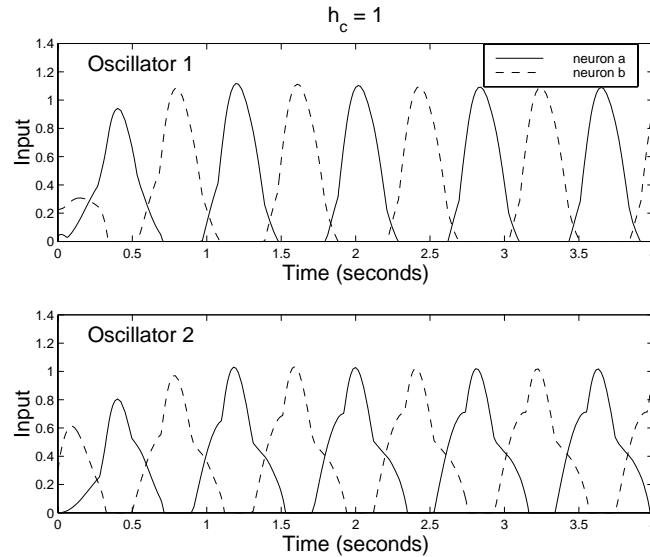 h_c = 1
1.4
1.2
1
0.8
0.6
0.4
0.2
0
Input
Oscillator 1
neuron a
neuron b
0 0.5 1 1.5 2 2.5 3 3.5 4
Time (seconds)
1.4
1.2
1
0.8
0.6
0.4
0.2
0
Input
Oscillator 2
0 0.5 1 1.5 2 2.5 3 3.5 4
Time (seconds)